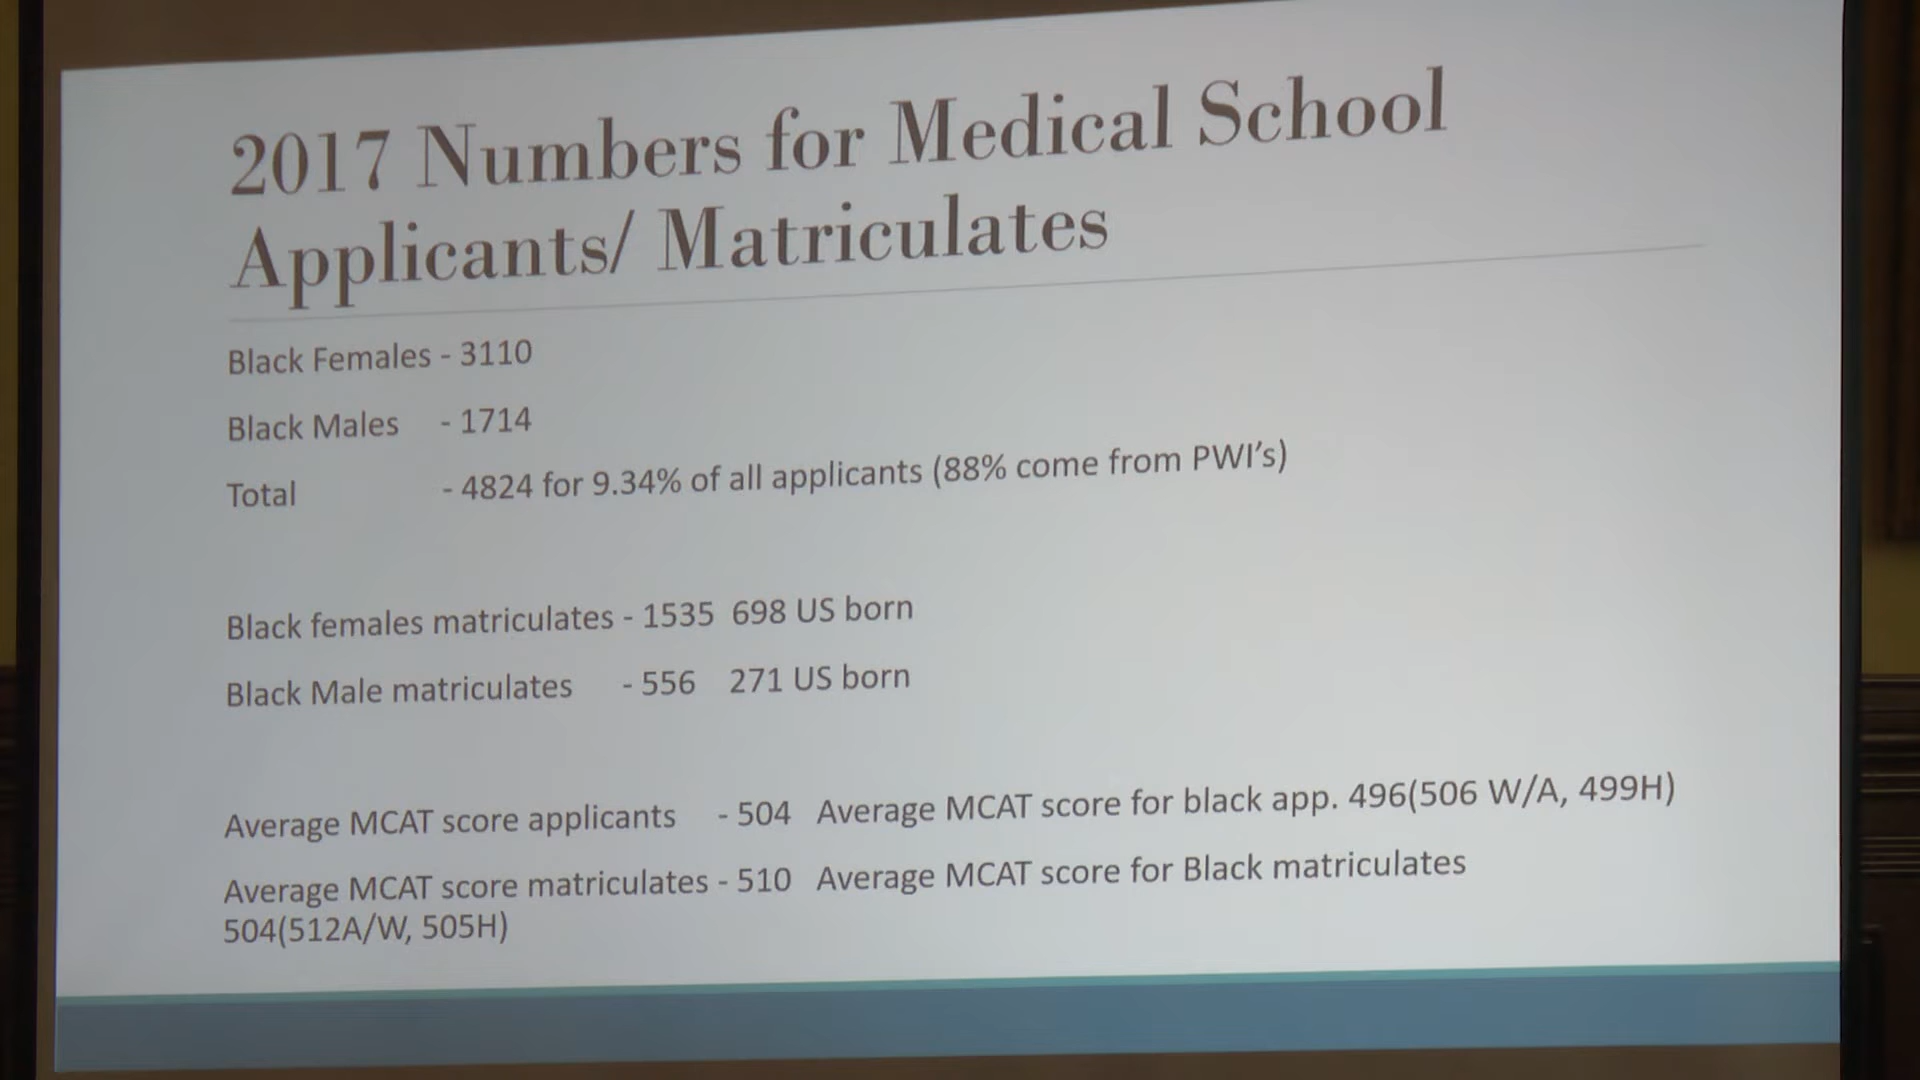 2017 Numbers for Medical School
Applicants/ Matriculates
Black Females - 3110
Black Males - 1714
Total - 4824 for 9.34% of all applicants (88% come from PWI's)
Black females matriculates - 1535 698 US born
Black Male matriculates - 556 271 US born
Average MCAT score applicants - 504 Average MCAT score for black app. 496(506 W/A, 499H)
Average MCAT score matriculates - 510 Average MCAT score for Black matriculates
504(512A/W, 505H)